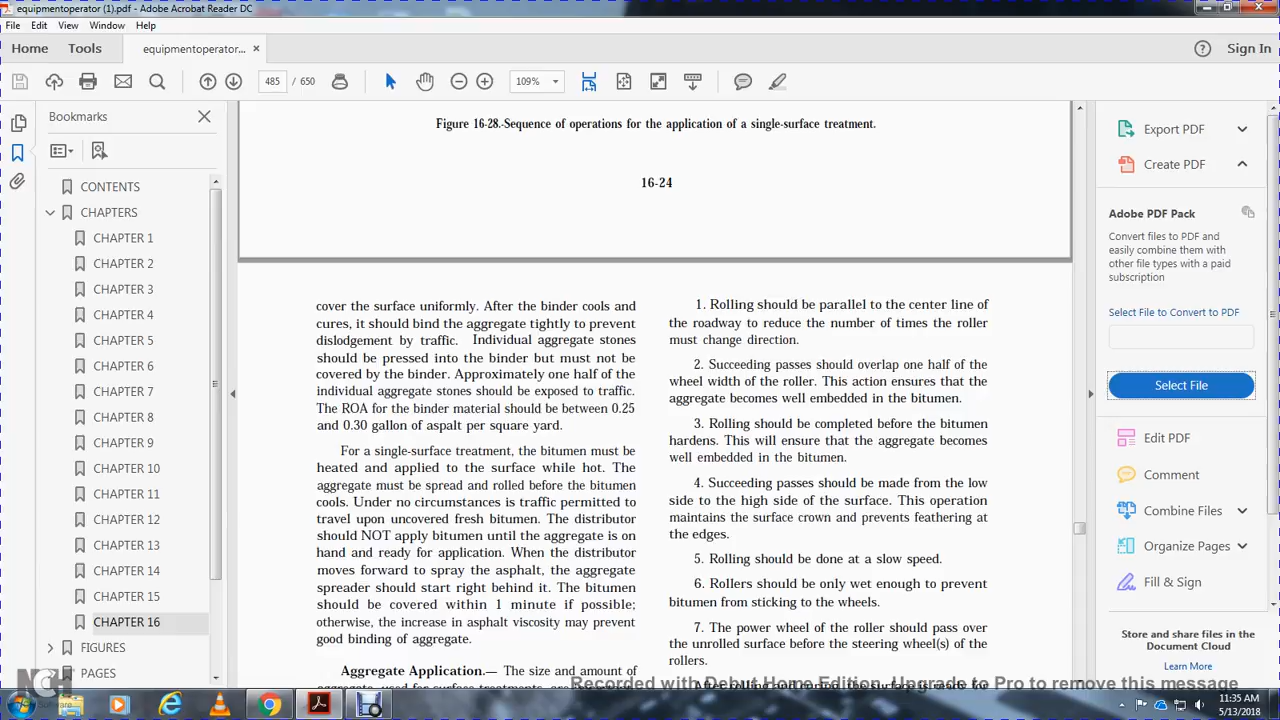 equipmentoperator (1).pdf - Adobe Acrobat Reader DC
File Edit View Window Help
Home Tools equipmentoperator... × Sign In
485 / 650 109%
Bookmarks
CONTENTS
CHAPTERS
CHAPTER 1
CHAPTER 2
CHAPTER 3
CHAPTER 4
CHAPTER 5
CHAPTER 6
CHAPTER 7
CHAPTER 8
CHAPTER 9
CHAPTER 10
CHAPTER 11
CHAPTER 12
CHAPTER 13
CHAPTER 14
CHAPTER 15
CHAPTER 16
FIGURES
PAGES
Figure 16-28.-Sequence of operations for the application of a single-surface treatment.
16-24
cover the surface uniformly. After the binder cools and
cures, it should bind the aggregate tightly to prevent
dislodgement by traffic. Individual aggregate stones
should be pressed into the binder but must not be
covered by the binder. Approximately one half of the
individual aggregate stones should be exposed to traffic.
The ROA for the binder material should be between 0.25
and 0.30 gallon of aspalt per square yard.
For a single-surface treatment, the bitumen must be
heated and applied to the surface while hot. The
aggregate must be spread and rolled before the bitumen
cools. Under no circumstances is traffic permitted to
travel upon uncovered fresh bitumen. The distributor
should NOT apply bitumen until the aggregate is on
hand and ready for application. When the distributor
moves forward to spray the asphalt, the aggregate
spreader should start right behind it. The bitumen
should be covered within 1 minute if possible;
otherwise, the increase in asphalt viscosity may prevent
good binding of aggregate.
Aggregate Application.— The size and amount of
1. Rolling should be parallel to the center line of
the roadway to reduce the number of times the roller
must change direction.
2. Succeeding passes should overlap one half of the
wheel width of the roller. This action ensures that the
aggregate becomes well embedded in the bitumen.
3. Rolling should be completed before the bitumen
hardens. This will ensure that the aggregate becomes
well embedded in the bitumen.
4. Succeeding passes should be made from the low
side to the high side of the surface. This operation
maintains the surface crown and prevents feathering at
the edges.
5. Rolling should be done at a slow speed.
6. Rollers should be only wet enough to prevent
bitumen from sticking to the wheels.
7. The power wheel of the roller should pass over
the unrolled surface before the steering wheel(s) of the
rollers.
Export PDF
Create PDF
Adobe PDF Pack
Convert files to PDF and
easily combine them with
other file types with a paid
subscription
Select File to Convert to PDF
Select File
Edit PDF
Comment
Combine Files
Organize Pages
Fill & Sign
Store and share files in the
Document Cloud
Learn More
NCH
Recorded with Debut Home Edition. Upgrade to Pro to remove this message
11:35 AM
5/13/2018